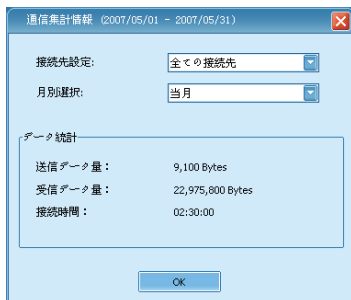 通信集計情報 (2007/05/01 - 2007/05/31)
接続先設定: 全ての接続先
月別選択: 当月
データ統計
送信データ量： 9,100 Bytes
受信データ量： 22,975,800 Bytes
接続時間： 02:30:00
OK